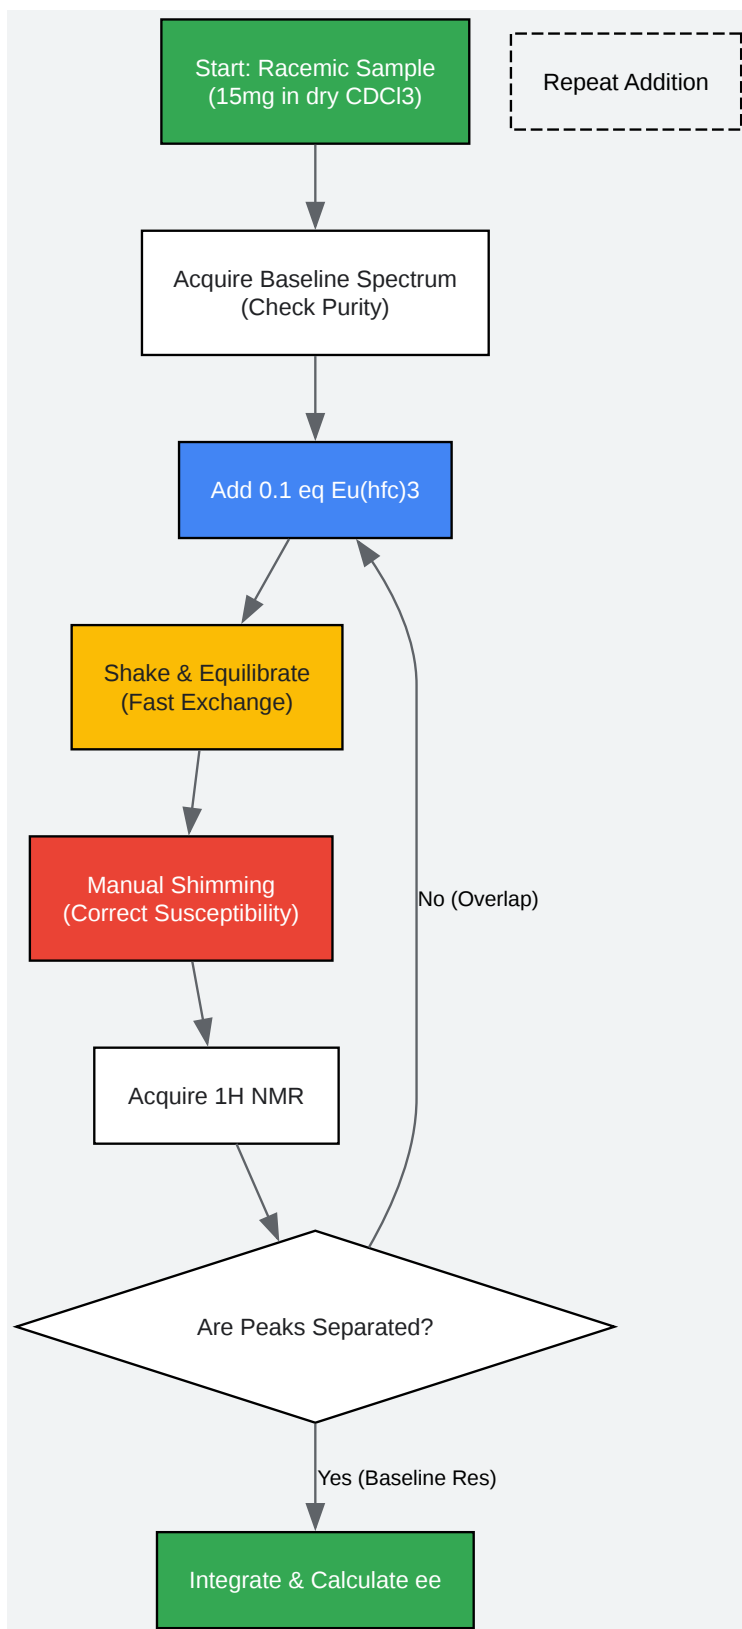 Start: Racemic Sample
(15mg in dry CDCl3)
Repeat Addition
Acquire Baseline Spectrum
(Check Purity)
Add 0.1 eq Eu(hfc)3
Shake & Equilibrate
(Fast Exchange)
Manual Shimming
(Correct Susceptibility)
No (Overlap)
Acquire 1H NMR
Are Peaks Separated?
Yes (Baseline Res)
Integrate & Calculate ee